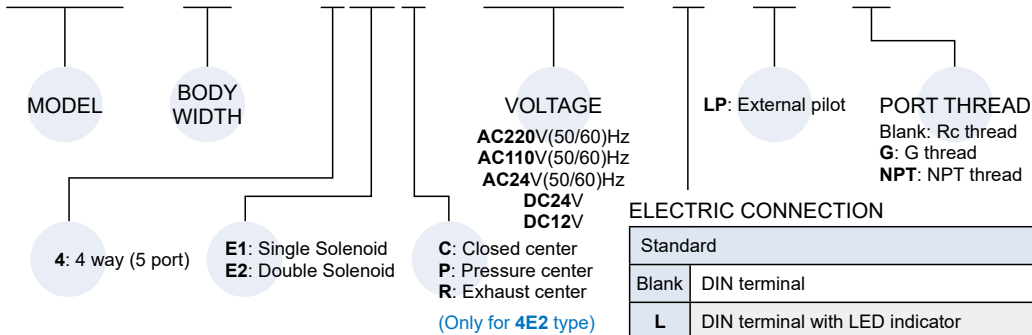 MODEL
BODY
WIDTH
VOLTAGE
AC220V(50/60)Hz
AC110V(50/60)Hz
AC24V(50/60)Hz
DC24V
DC12V
LP: External pilot
PORT THREAD
Blank: Rc thread
G: G thread
NPT: NPT thread
4: 4 way (5 port)
E1: Single Solenoid
E2: Double Solenoid
C: Closed center
P: Pressure center
R: Exhaust center
(Only for 4E2 type)
ELECTRIC CONNECTION
Standard
Blank DIN terminal
L DIN terminal with LED indicator